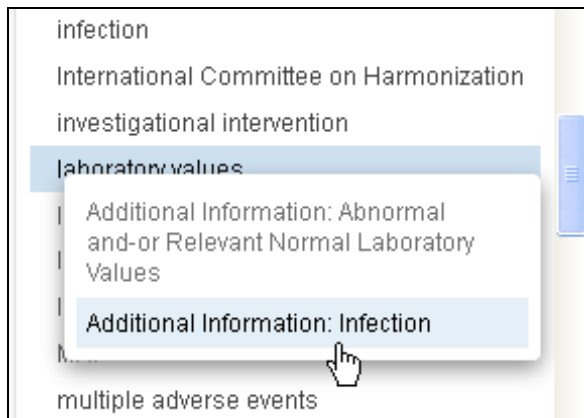 infection
International Committee on Harmonization
investigational intervention
laboratory values
Additional Information: Abnormal
and-or Relevant Normal Laboratory
Values
Additional Information: Infection
multiple adverse events